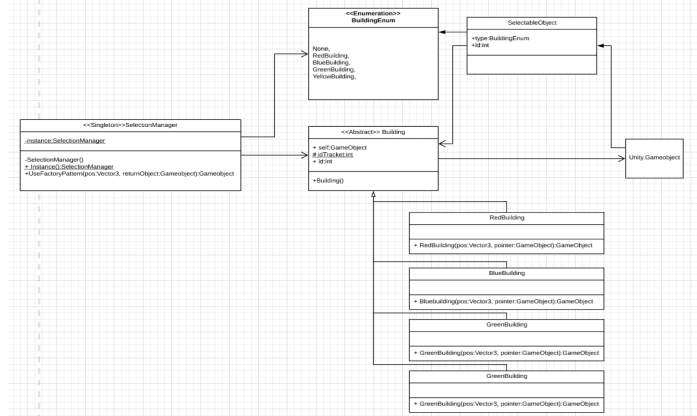 <<Enumeration>>
BuildingEnum
None,
RedBuilding,
BlueBuilding,
GreenBuilding,
YellowBuilding,
SelectableObject
+type:BuildingEnum
+Id:int
<<Singleton>>SelectionManager
-instance:SelectionManager
-SelectionManager()
+ Instance():SelectionManager
+UseFactoryPattern(pos:Vector3, returnObject:Gameobject):Gameobject
<<Abstract>> Building
+ self:GameObject
# idTracket:int
+ Id:int
+Building()
Unity.Gameobject
RedBuilding
+ RedBuilding(pos:Vector3, pointer:GameObject):GameObject
BlueBuilding
+ Bluebuilding(pos:Vector3, pointer:GameObject):GameObject
GreenBuilding
+ GreenBuilding(pos:Vector3, pointer:GameObject):GameObject
GreenBuilding
+ GreenBuilding(pos:Vector3, pointer:GameObject):GameObject